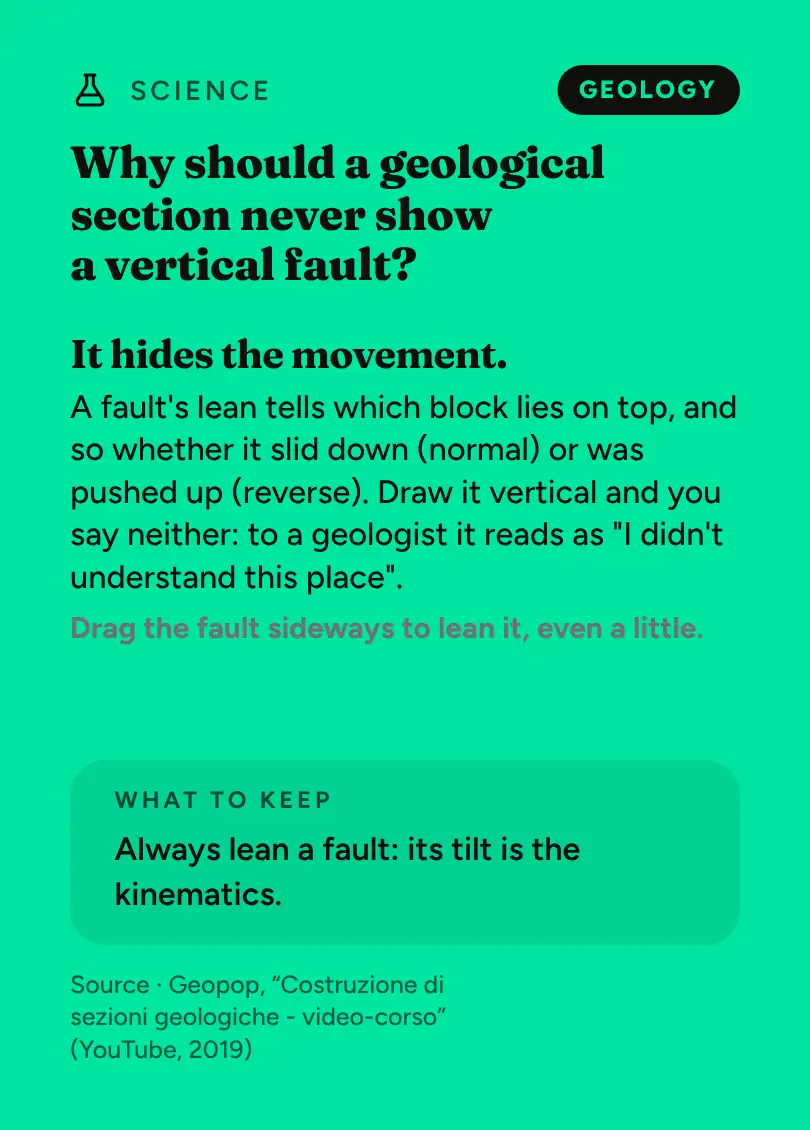 SCIENCE
GEOLOGY
Why should a geological
section never show
a vertical fault?
It hides the movement.
A fault's lean tells which block lies on top, and
so whether it slid down (normal) or was
pushed up (reverse). Draw it vertical and you
say neither: to a geologist it reads as "I didn't
understand this place".
Drag the fault sideways to lean it, even a little.
WHAT TO KEEP
Always lean a fault: its tilt is the
kinematics.
Source · Geopop, “Costruzione di
sezioni geologiche - video-corso”
(YouTube, 2019)